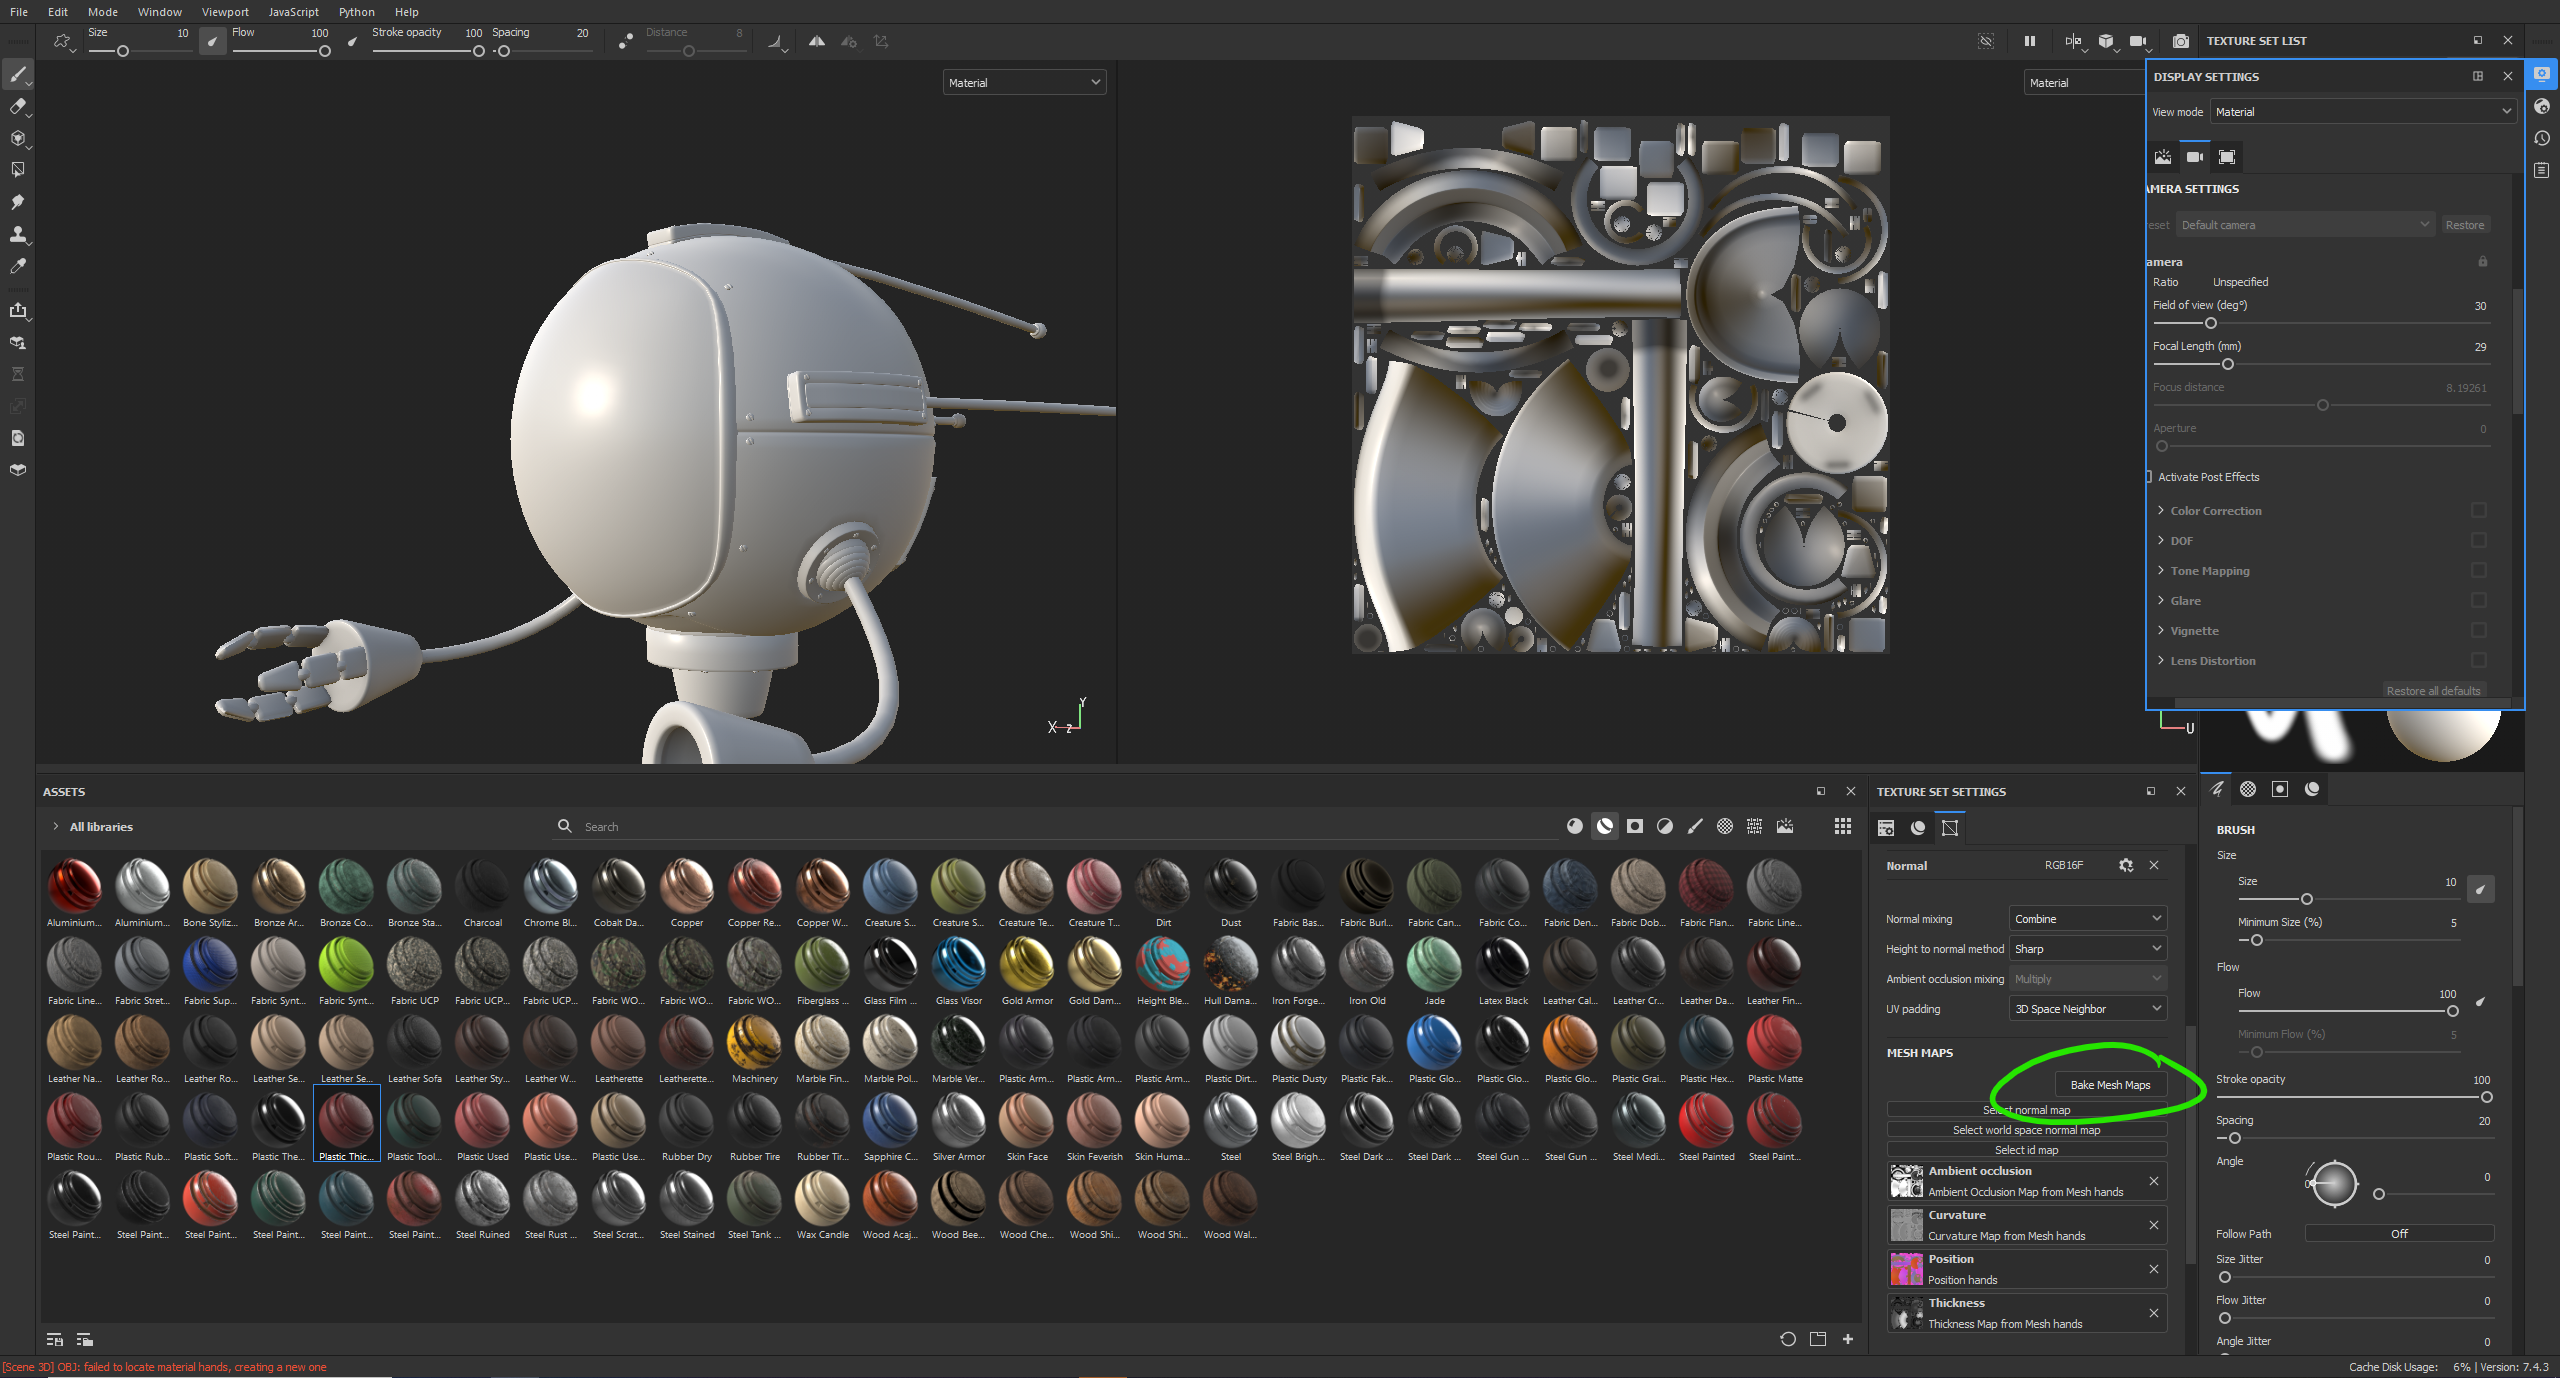 File Edit Mode Window Viewport JavaScript Python Help
Size 10 Flow 100 Stroke opacity 100 Spacing 20 Distance 8
TEXTURE SET LIST
Material
Material
DISPLAY SETTINGS
View mode Material
AMERA SETTINGS
eset Default camera Restore
amera
Ratio Unspecified
Field of view (deg°) 30
Focal Length (mm) 29
Focus distance 8.19261
Aperture 0
Activate Post Effects
Color Correction
DOF
Tone Mapping
Glare
Vignette
Lens Distortion
Restore all defaults
Y
X Z
U
ASSETS
All libraries
Search
Aluminium... Aluminium... Bone Styliz... Bronze Ar... Bronze Co... Bronze Sta... Charcoal Chrome Bl... Cobalt Da... Copper Copper Re... Copper W... Creature S... Creature S... Creature Te... Creature T... Dirt Dust Fabric Bas... Fabric Burl... Fabric Can... Fabric Co... Fabric Den... Fabric Dob... Fabric Flan... Fabric Line...
Fabric Line... Fabric Stret... Fabric Sup... Fabric Synt... Fabric Synt... Fabric UCP Fabric UCP... Fabric UCP... Fabric WO... Fabric WO... Fabric WO... Fiberglass ... Glass Film ... Glass Visor Gold Armor Gold Dam... Height Ble... Hull Dama... Iron Forge... Iron Old Jade Latex Black Leather Cal... Leather Cr... Leather Da... Leather Fin...
Leather Na... Leather Ro... Leather Ro... Leather Se... Leather Se... Leather Sofa Leather Sty... Leather W... Leatherette Leatherette... Machinery Marble Fin... Marble Pol... Marble Ver... Plastic Arm... Plastic Arm... Plastic Arm... Plastic Dirt... Plastic Dusty Plastic Fak... Plastic Glo... Plastic Glo... Plastic Glo... Plastic Grai... Plastic Hex... Plastic Matte
Plastic Rou... Plastic Rub... Plastic Soft... Plastic The... Plastic Thic... Plastic Tool... Plastic Used Plastic Use... Plastic Use... Rubber Dry Rubber Tire Rubber Tir... Sapphire C... Silver Armor Skin Face Skin Feverish Skin Huma... Steel Steel Brigh... Steel Dark ... Steel Dark ... Steel Gun ... Steel Gun ... Steel Medi... Steel Painted Steel Paint...
Steel Paint... Steel Paint... Steel Paint... Steel Paint... Steel Paint... Steel Paint... Steel Ruined Steel Rust ... Steel Scrat... Steel Stained Steel Tank ... Wax Candle Wood Acaj... Wood Bee... Wood Che... Wood Shi... Wood Shi... Wood Wal...
TEXTURE SET SETTINGS
Normal RGB16F
Normal mixing Combine
Height to normal method Sharp
Ambient occlusion mixing Multiply
UV padding 3D Space Neighbor
MESH MAPS
Bake Mesh Maps
Select normal map
Select world space normal map
Select id map
Ambient occlusion
Ambient Occlusion Map from Mesh hands
Curvature
Curvature Map from Mesh hands
Position
Position hands
Thickness
Thickness Map from Mesh hands
BRUSH
Size
Size 10
Minimum Size (%) 5
Flow
Flow 100
Minimum Flow (%) 5
Stroke opacity 100
Spacing 20
Angle 0
0
Follow Path Off
Size Jitter 0
Flow Jitter 0
Angle Jitter 0
[Scene 3D] OBJ: failed to locate material hands, creating a new one
Cache Disk Usage: 6% | Version: 7.4.3